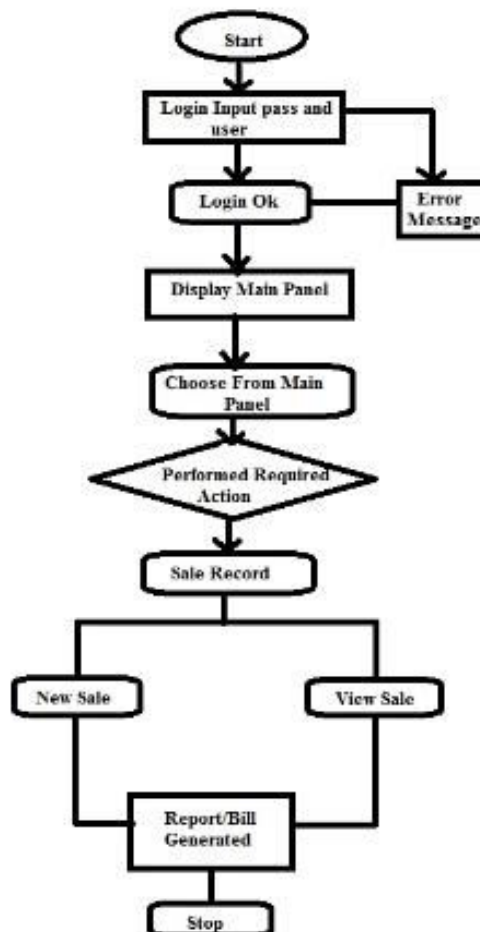 Start
Login Input pass and
user
Login Ok
Error
Message
Display Main Panel
Choose From Main
Panel
Performed Required
Action
Sale Record
New Sale
View Sale
Report/Bill
Generated
Stop